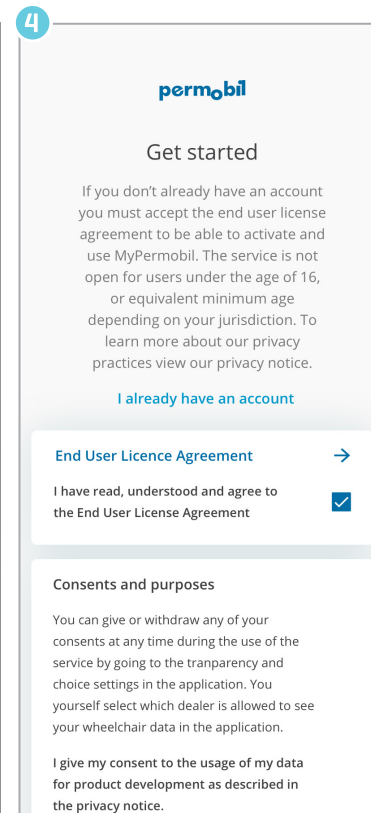 4
permobil
Get started
If you don't already have an account
you must accept the end user license
agreement to be able to activate and
use MyPermobil. The service is not
open for users under the age of 16,
or equivalent minimum age
depending on your jurisdiction. To
learn more about our privacy
practices view our privacy notice.
I already have an account
End User Licence Agreement
I have read, understood and agree to
the End User License Agreement
Consents and purposes
You can give or withdraw any of your
consents at any time during the use of the
service by going to the tranparency and
choice settings in the application. You
yourself select which dealer is allowed to see
your wheelchair data in the application.
I give my consent to the usage of my data
for product development as described in
the privacy notice.